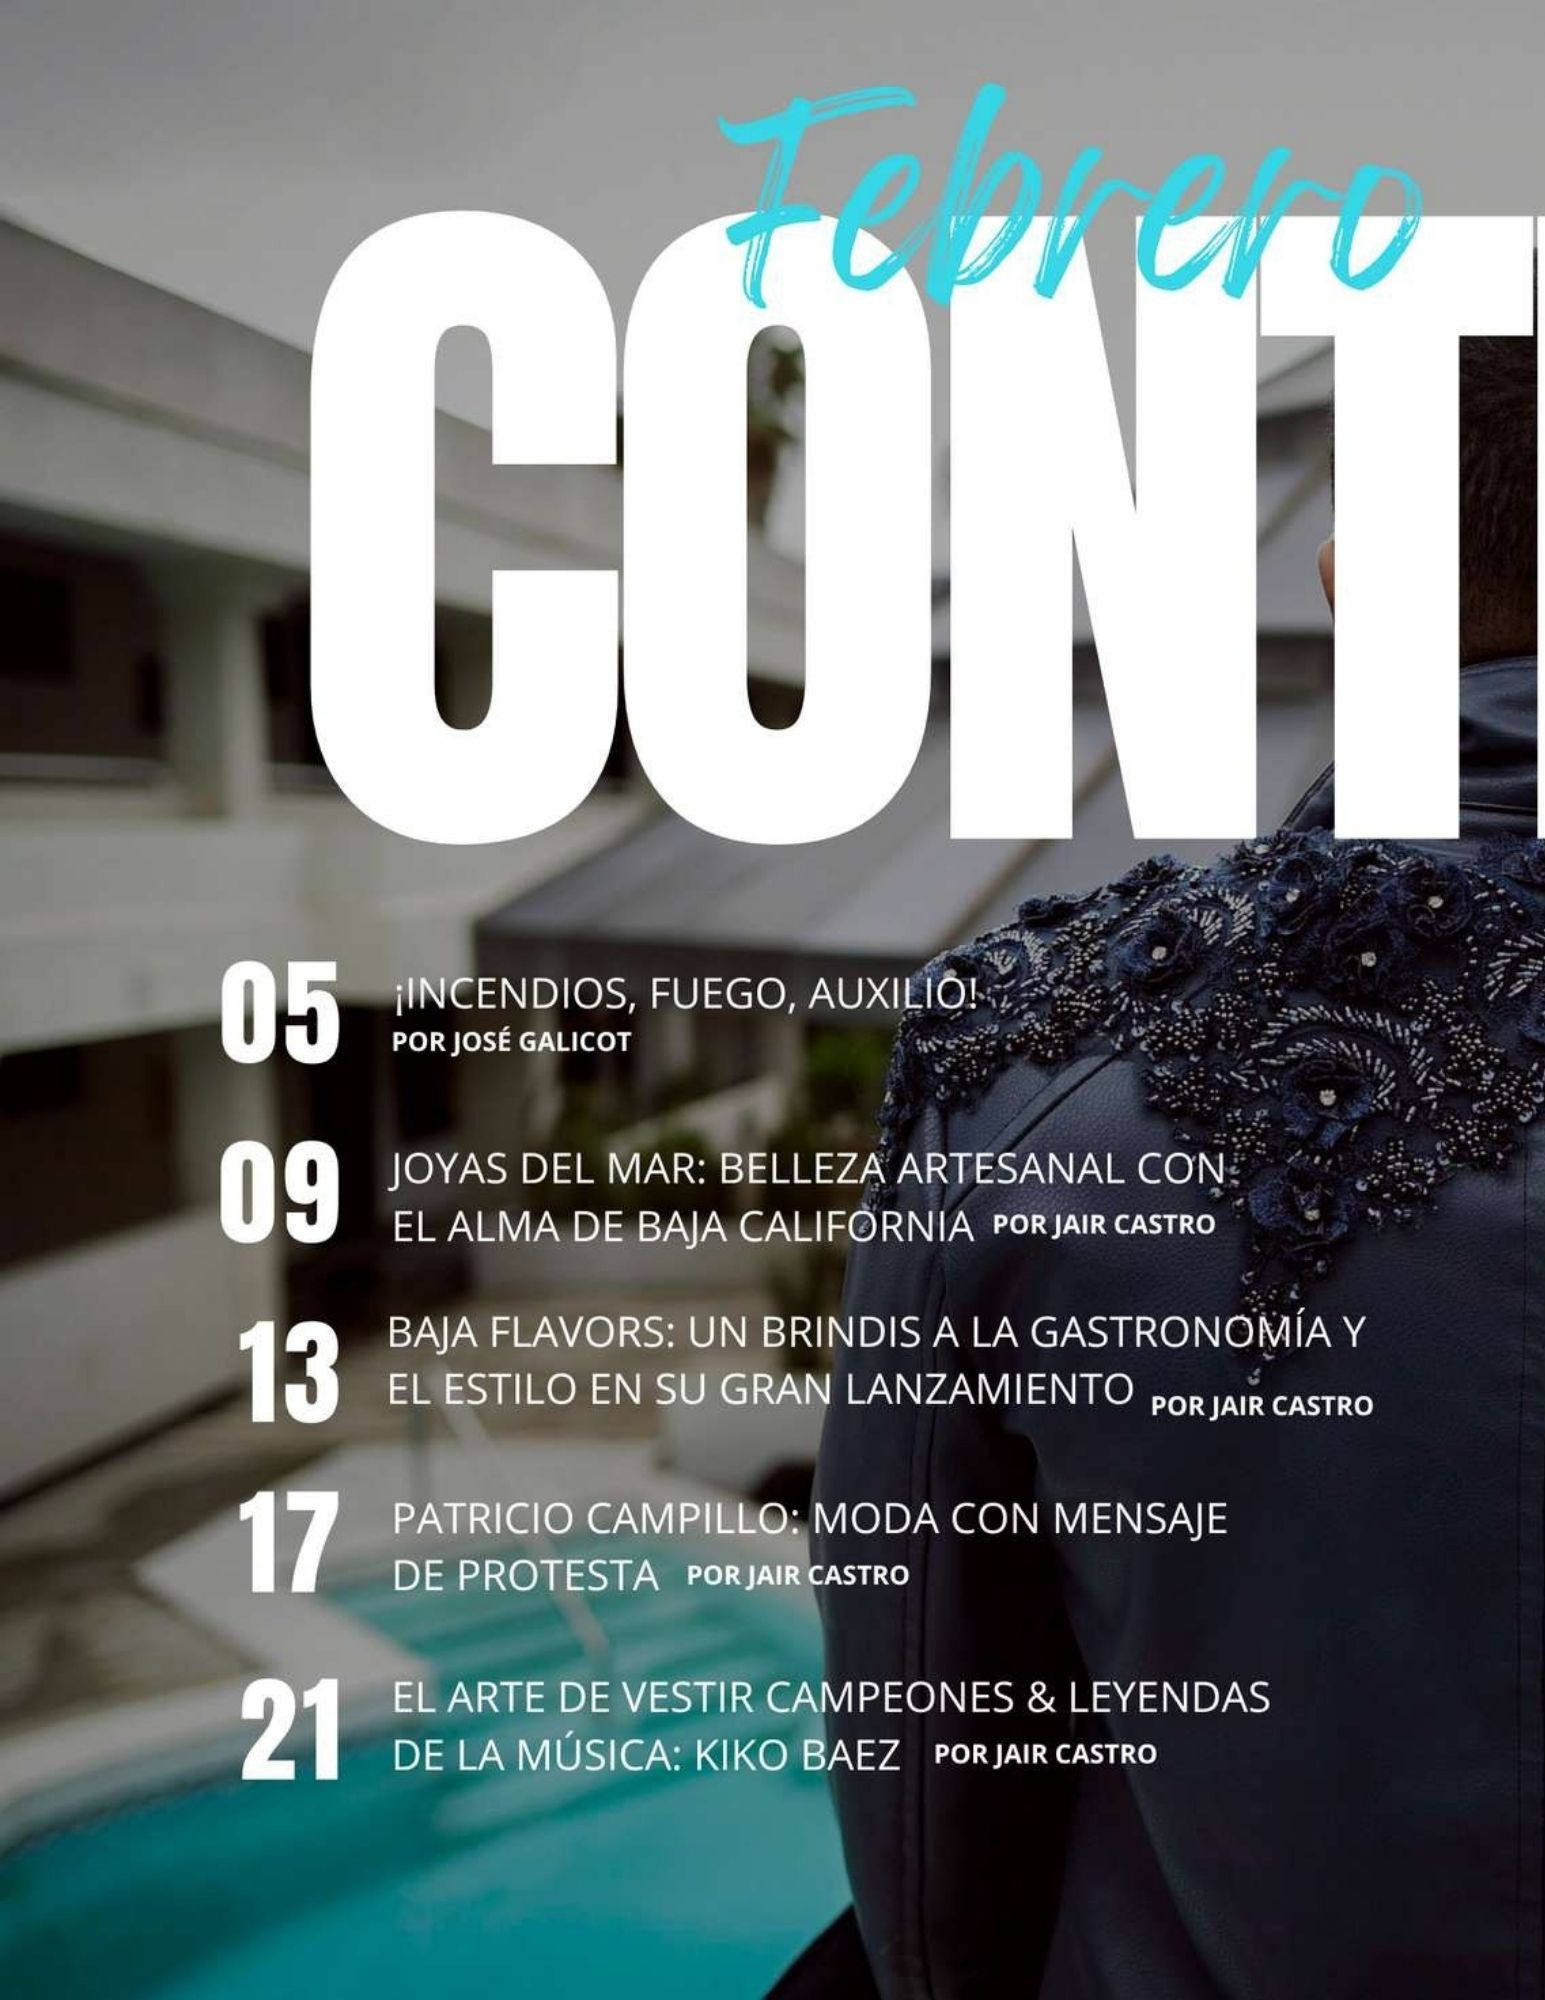 Febrero
CONT
05
¡INCENDIOS, FUEGO, AUXILIO!
POR JOSÉ GALICOT
09
JOYAS DEL MAR: BELLEZA ARTESANAL CON
EL ALMA DE BAJA CALIFORNIA POR JAIR CASTRO
13
BAJA FLAVORS: UN BRINDIS A LA GASTRONOMÍA Y
EL ESTILO EN SU GRAN LANZAMIENTO POR JAIR CASTRO
17
PATRICIO CAMPILLO: MODA CON MENSAJE
DE PROTESTA POR JAIR CASTRO
21
EL ARTE DE VESTIR CAMPEONES & LEYENDAS
DE LA MÚSICA: KIKO BAEZ POR JAIR CASTRO